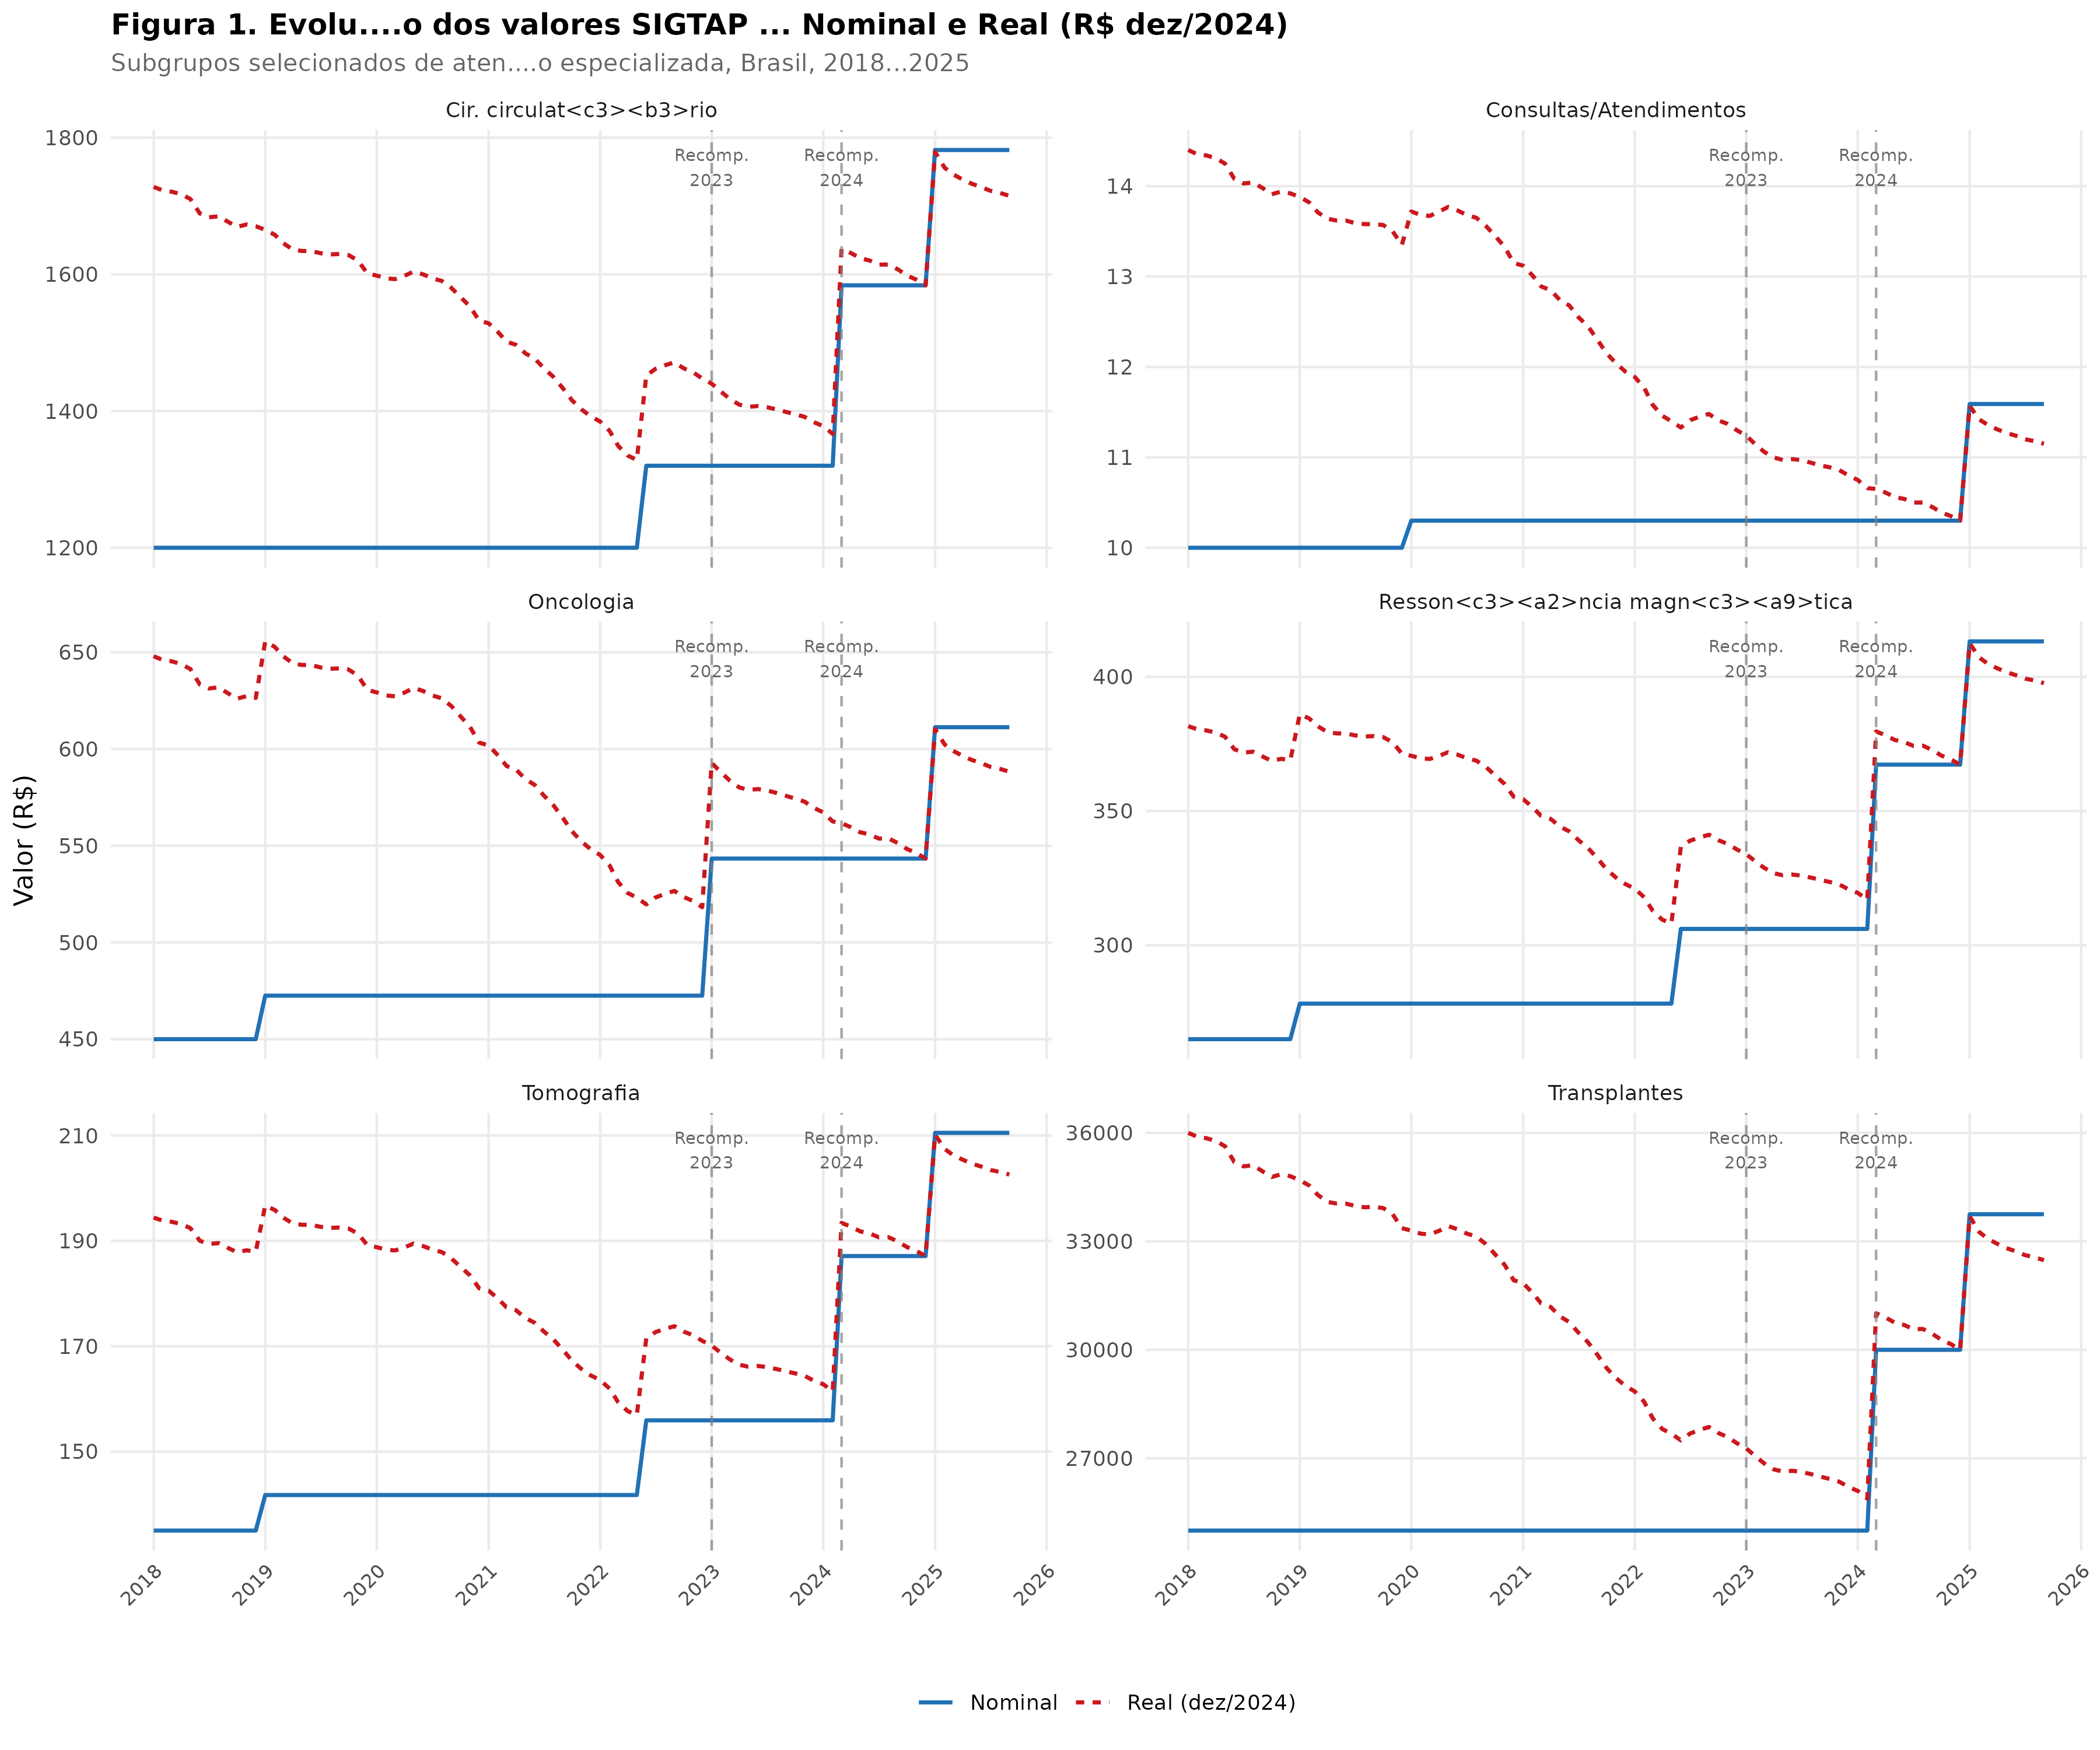 Figura 1. Evolu....o dos valores SIGTAP ... Nominal e Real (R$ dez/2024)
Subgrupos selecionados de aten....o especializada, Brasil, 2018...2025
Valor (R$)
Cir. circulat<c3><b3>rio
1800
1600
1400
1200
Recomp.
2023
Recomp.
2024
Consultas/Atendimentos
14
13
12
11
10
Recomp.
2023
Recomp.
2024
Oncologia
650
600
550
500
450
Recomp.
2023
Recomp.
2024
Resson<c3><a2>ncia magn<c3><a9>tica
400
350
300
Recomp.
2023
Recomp.
2024
Tomografia
210
190
170
150
Recomp.
2023
Recomp.
2024
2018 2019 2020 2021 2022 2023 2024 2025 2026
Transplantes
36000
33000
30000
27000
Recomp.
2023
Recomp.
2024
2018 2019 2020 2021 2022 2023 2024 2025 2026
Nominal Real (dez/2024)